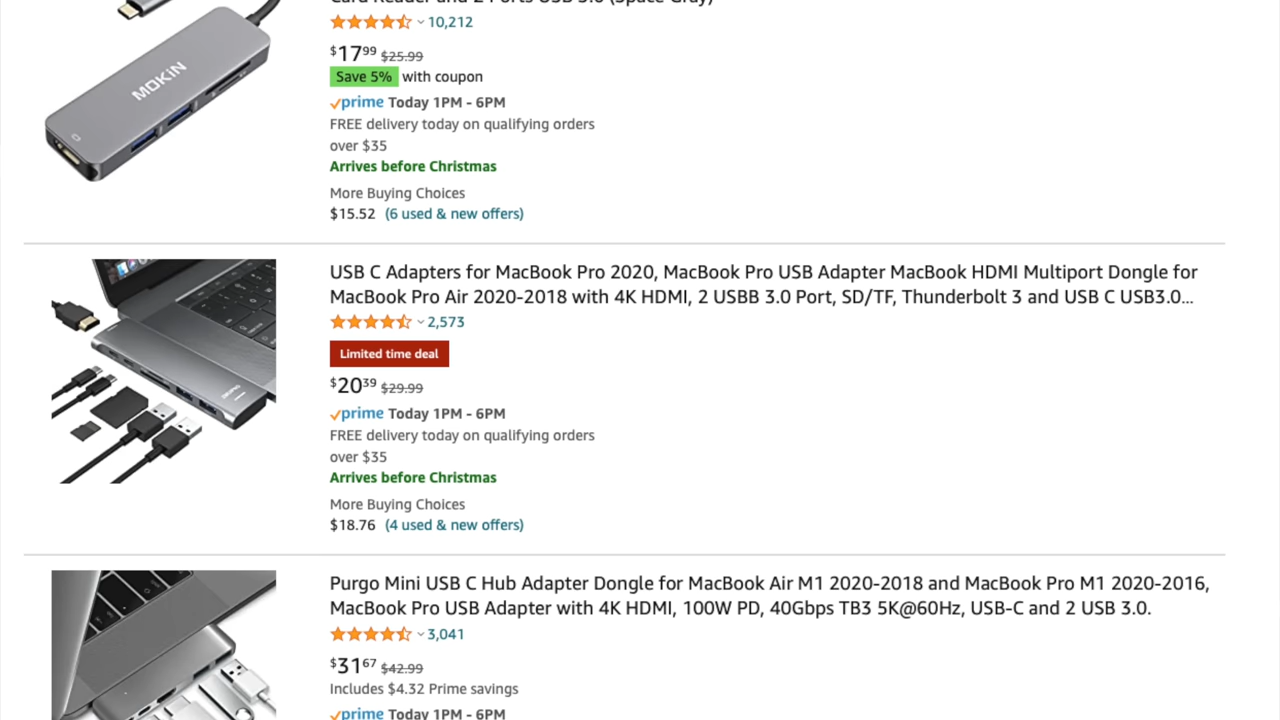 Card Reader and 2 Ports USB 3.0 (Space Gray)
10,212
$17.99 $25.99
Save 5% with coupon
prime Today 1PM - 6PM
FREE delivery today on qualifying orders
over $35
Arrives before Christmas
More Buying Choices
$15.52 (6 used & new offers)
MOKiN
USB C Adapters for MacBook Pro 2020, MacBook Pro USB Adapter MacBook HDMI Multiport Dongle for
MacBook Pro Air 2020-2018 with 4K HDMI, 2 USBB 3.0 Port, SD/TF, Thunderbolt 3 and USB C USB3.0...
2,573
Limited time deal
$20.39 $29.99
prime Today 1PM - 6PM
FREE delivery today on qualifying orders
over $35
Arrives before Christmas
More Buying Choices
$18.76 (4 used & new offers)
Purgo Mini USB C Hub Adapter Dongle for MacBook Air M1 2020-2018 and MacBook Pro M1 2020-2016,
MacBook Pro USB Adapter with 4K HDMI, 100W PD, 40Gbps TB3 5K@60Hz, USB-C and 2 USB 3.0.
3,041
$31.67 $42.99
Includes $4.32 Prime savings
prime Today 1PM - 6PM